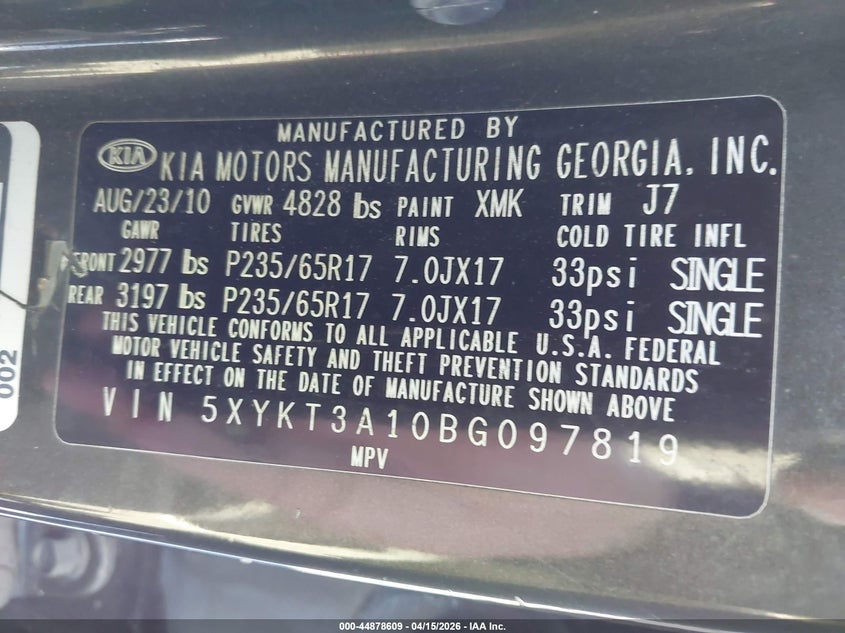 MANUFACTURED BY
KIA KIA MOTORS MANUFACTURING GEORGIA, INC.
AUG/23/10 GVWR 4828 lbs PAINT XMK TRIM J7
GAWR TIRES RIMS COLD TIRE INFL
FRONT 2977 lbs P235/65R17 7.0JX17 33psi SINGLE
REAR 3197 lbs P235/65R17 7.0JX17 33psi SINGLE
THIS VEHICLE CONFORMS TO ALL APPLICABLE U.S.A. FEDERAL
MOTOR VEHICLE SAFETY AND THEFT PREVENTION STANDARDS
IN EFFECT ON THE DATE OF MANUFACTURE SHOWN ABOVE
VIN 5XYKT3A10BG097819
MPV
002
000-44878609 - 04/15/2026 - IAA Inc.